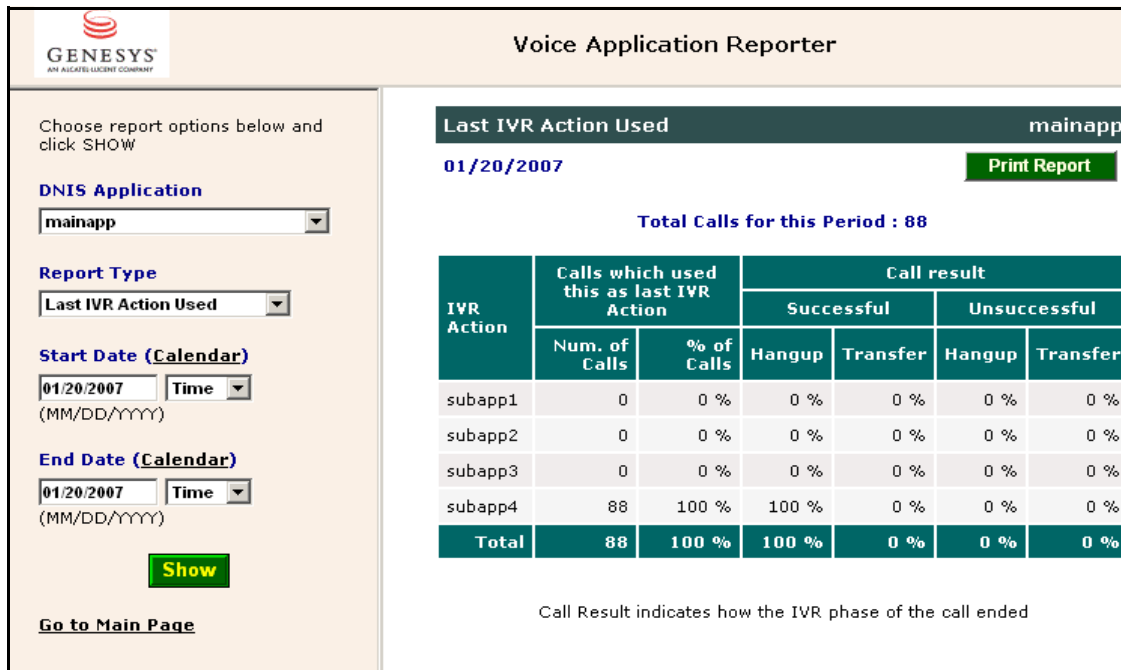 GENESYS
AN ALCATEL-LUCENT COMPANY
Voice Application Reporter
Choose report options below and
click SHOW
DNIS Application
mainapp
Report Type
Last IVR Action Used
Start Date (Calendar)
01/20/2007 Time
(MM/DD/YYYY)
End Date (Calendar)
01/20/2007 Time
(MM/DD/YYYY)
Show
Go to Main Page
Last IVR Action Used mainapp
01/20/2007 Print Report
Total Calls for this Period : 88
IVR
Action
Calls which used
this as last IVR
Action
Call result
Successful Unsuccessful
Num. of
Calls
% of
Calls
Hangup Transfer Hangup Transfer
subapp1 0 0 % 0 % 0 % 0 % 0 %
subapp2 0 0 % 0 % 0 % 0 % 0 %
subapp3 0 0 % 0 % 0 % 0 % 0 %
subapp4 88 100 % 100 % 0 % 0 % 0 %
Total 88 100 % 100 % 0 % 0 % 0 %
Call Result indicates how the IVR phase of the call ended